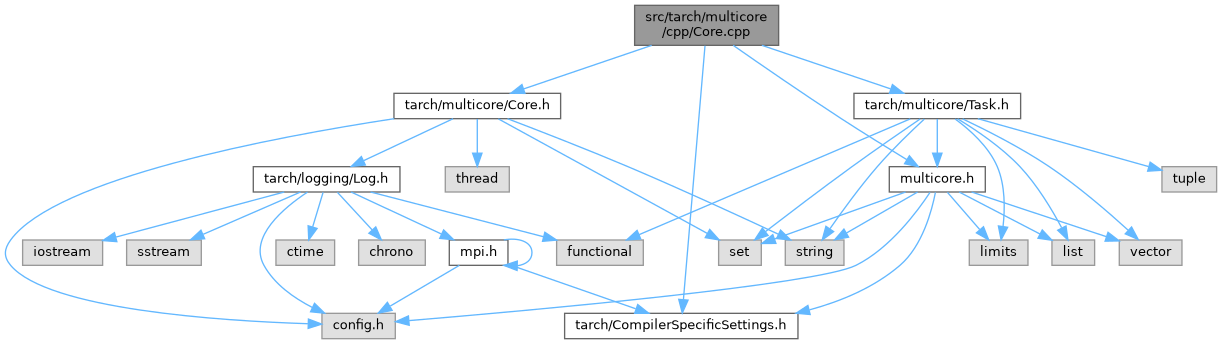 src/tarch/multicore
/cpp/Core.cpp
tarch/multicore/Core.h
tarch/multicore/Task.h
tarch/logging/Log.h
thread
multicore.h
tuple
iostream
sstream
ctime
chrono
mpi.h
functional
set
string
limits
list
vector
config.h
tarch/CompilerSpecificSettings.h